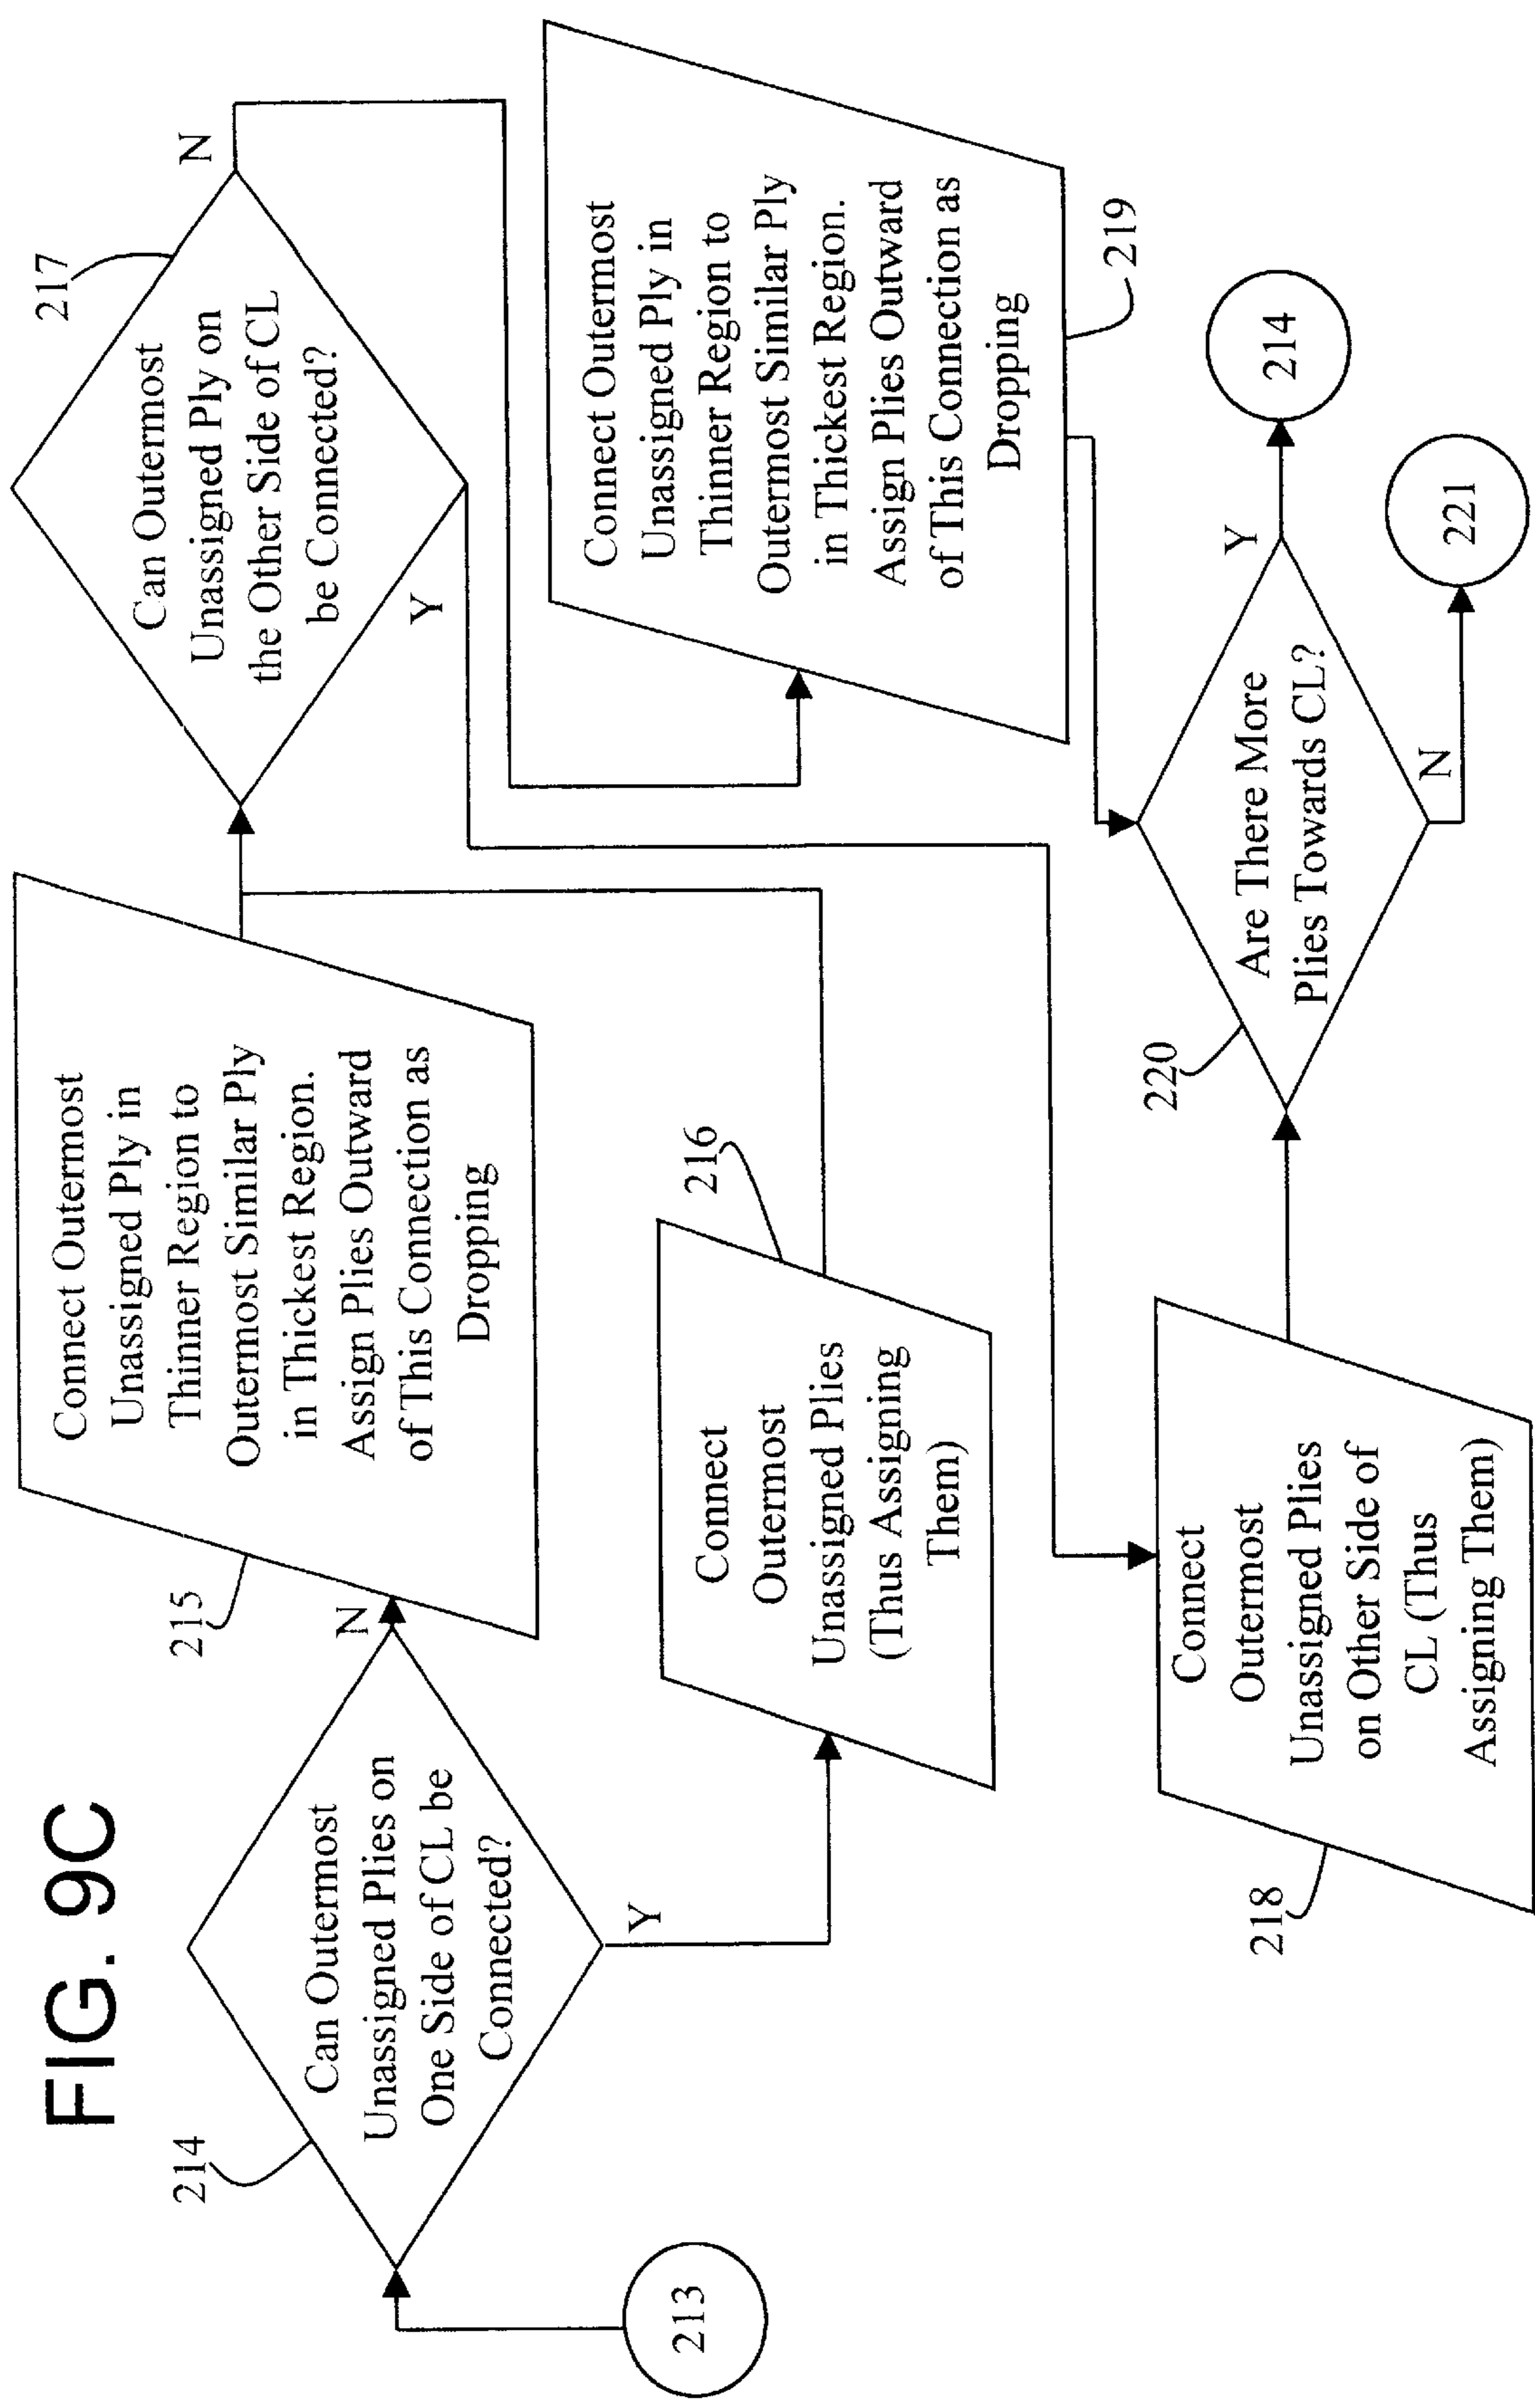 FIG. 9C
213
214
Can Outermost
Unassigned Plies on
One Side of CL be
Connected?
N
Y
215
Connect Outermost
Unassigned Ply in
Thinner Region to
Outermost Similar Ply
in Thickest Region.
Assign Plies Outward
of This Connection as
Dropping
216
Connect
Outermost
Unassigned Plies
(Thus Assigning
Them)
217
Can Outermost
Unassigned Ply on
the Other Side of CL
be Connected?
N
Y
218
Connect
Outermost
Unassigned Plies
on Other Side of
CL (Thus
Assigning Them)
Connect Outermost
Unassigned Ply in
Thinner Region to
Outermost Similar Ply
in Thickest Region.
Assign Plies Outward
of This Connection as
Dropping
219
220
Are There More
Plies Towards CL?
Y
N
214
221